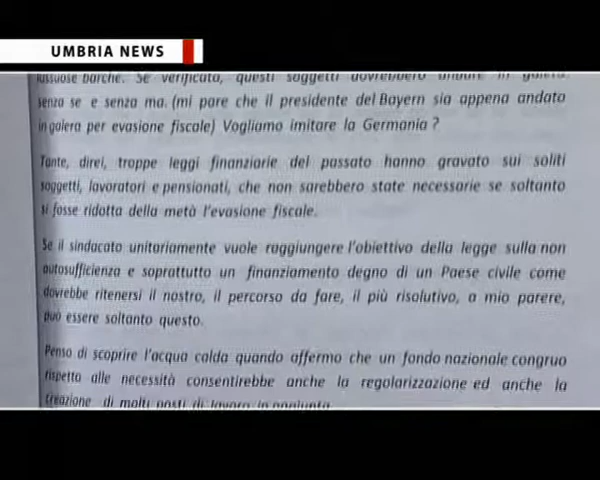 UMBRIA NEWS
lussuose barche. Se verificata, questi soggetti dovrebbero andare in galera
senza se e senza ma. (mi pare che il presidente del Bayern sia appena andato
in galera per evasione fiscale) Vogliamo imitare la Germania ?
Tante, direi, troppe leggi finanziarie del passato hanno gravato sui soliti
soggetti, lavoratori e pensionati, che non sarebbero state necessarie se soltanto
si fosse ridotta della metà l'evasione fiscale.
Se il sindacato unitariamente vuole raggiungere l'obiettivo della legge sulla non
autosufficienza e soprattutto un finanziamento degno di un Paese civile come
dovrebbe ritenersi il nostro, il percorso da fare, il più risolutivo, a mio parere,
può essere soltanto questo.
Penso di scoprire l'acqua calda quando affermo che un fondo nazionale congruo
rispetto alle necessità consentirebbe anche la regolarizzazione ed anche la
creazione di molti posti di lavoro in aggiunta